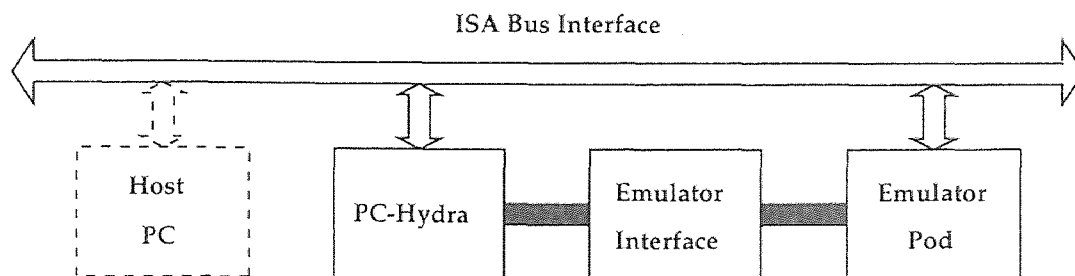 ISA Bus Interface
Host
PC
PC-Hydra
Emulator
Interface
Emulator
Pod